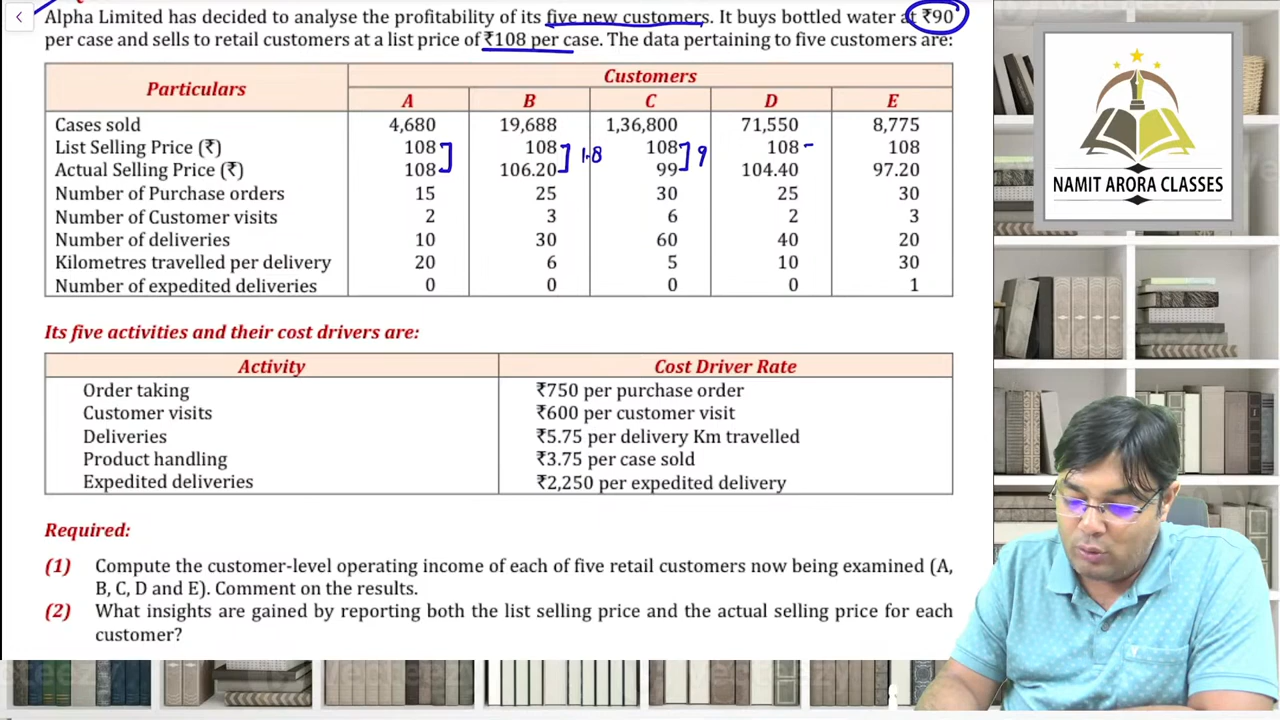 Alpha Limited has decided to analyse the profitability of its five new customers. It buys bottled water at ₹90
per case and sells to retail customers at a list price of ₹108 per case. The data pertaining to five customers are:
Particulars Customers
A B C D E
Cases sold 4,680 19,688 1,36,800 71,550 8,775
List Selling Price (₹) 108 108 108 108 108
Actual Selling Price (₹) 108 106.20 99 104.40 97.20
1.8 9
Number of Purchase orders 15 25 30 25 30
Number of Customer visits 2 3 6 2 3
Number of deliveries 10 30 60 40 20
Kilometres travelled per delivery 20 6 5 10 30
Number of expedited deliveries 0 0 0 0 1
Its five activities and their cost drivers are:
Activity Cost Driver Rate
Order taking ₹750 per purchase order
Customer visits ₹600 per customer visit
Deliveries ₹5.75 per delivery Km travelled
Product handling ₹3.75 per case sold
Expedited deliveries ₹2,250 per expedited delivery
Required:
(1) Compute the customer-level operating income of each of five retail customers now being examined (A,
B, C, D and E). Comment on the results.
(2) What insights are gained by reporting both the list selling price and the actual selling price for each
customer?
NAMIT ARORA CLASSES